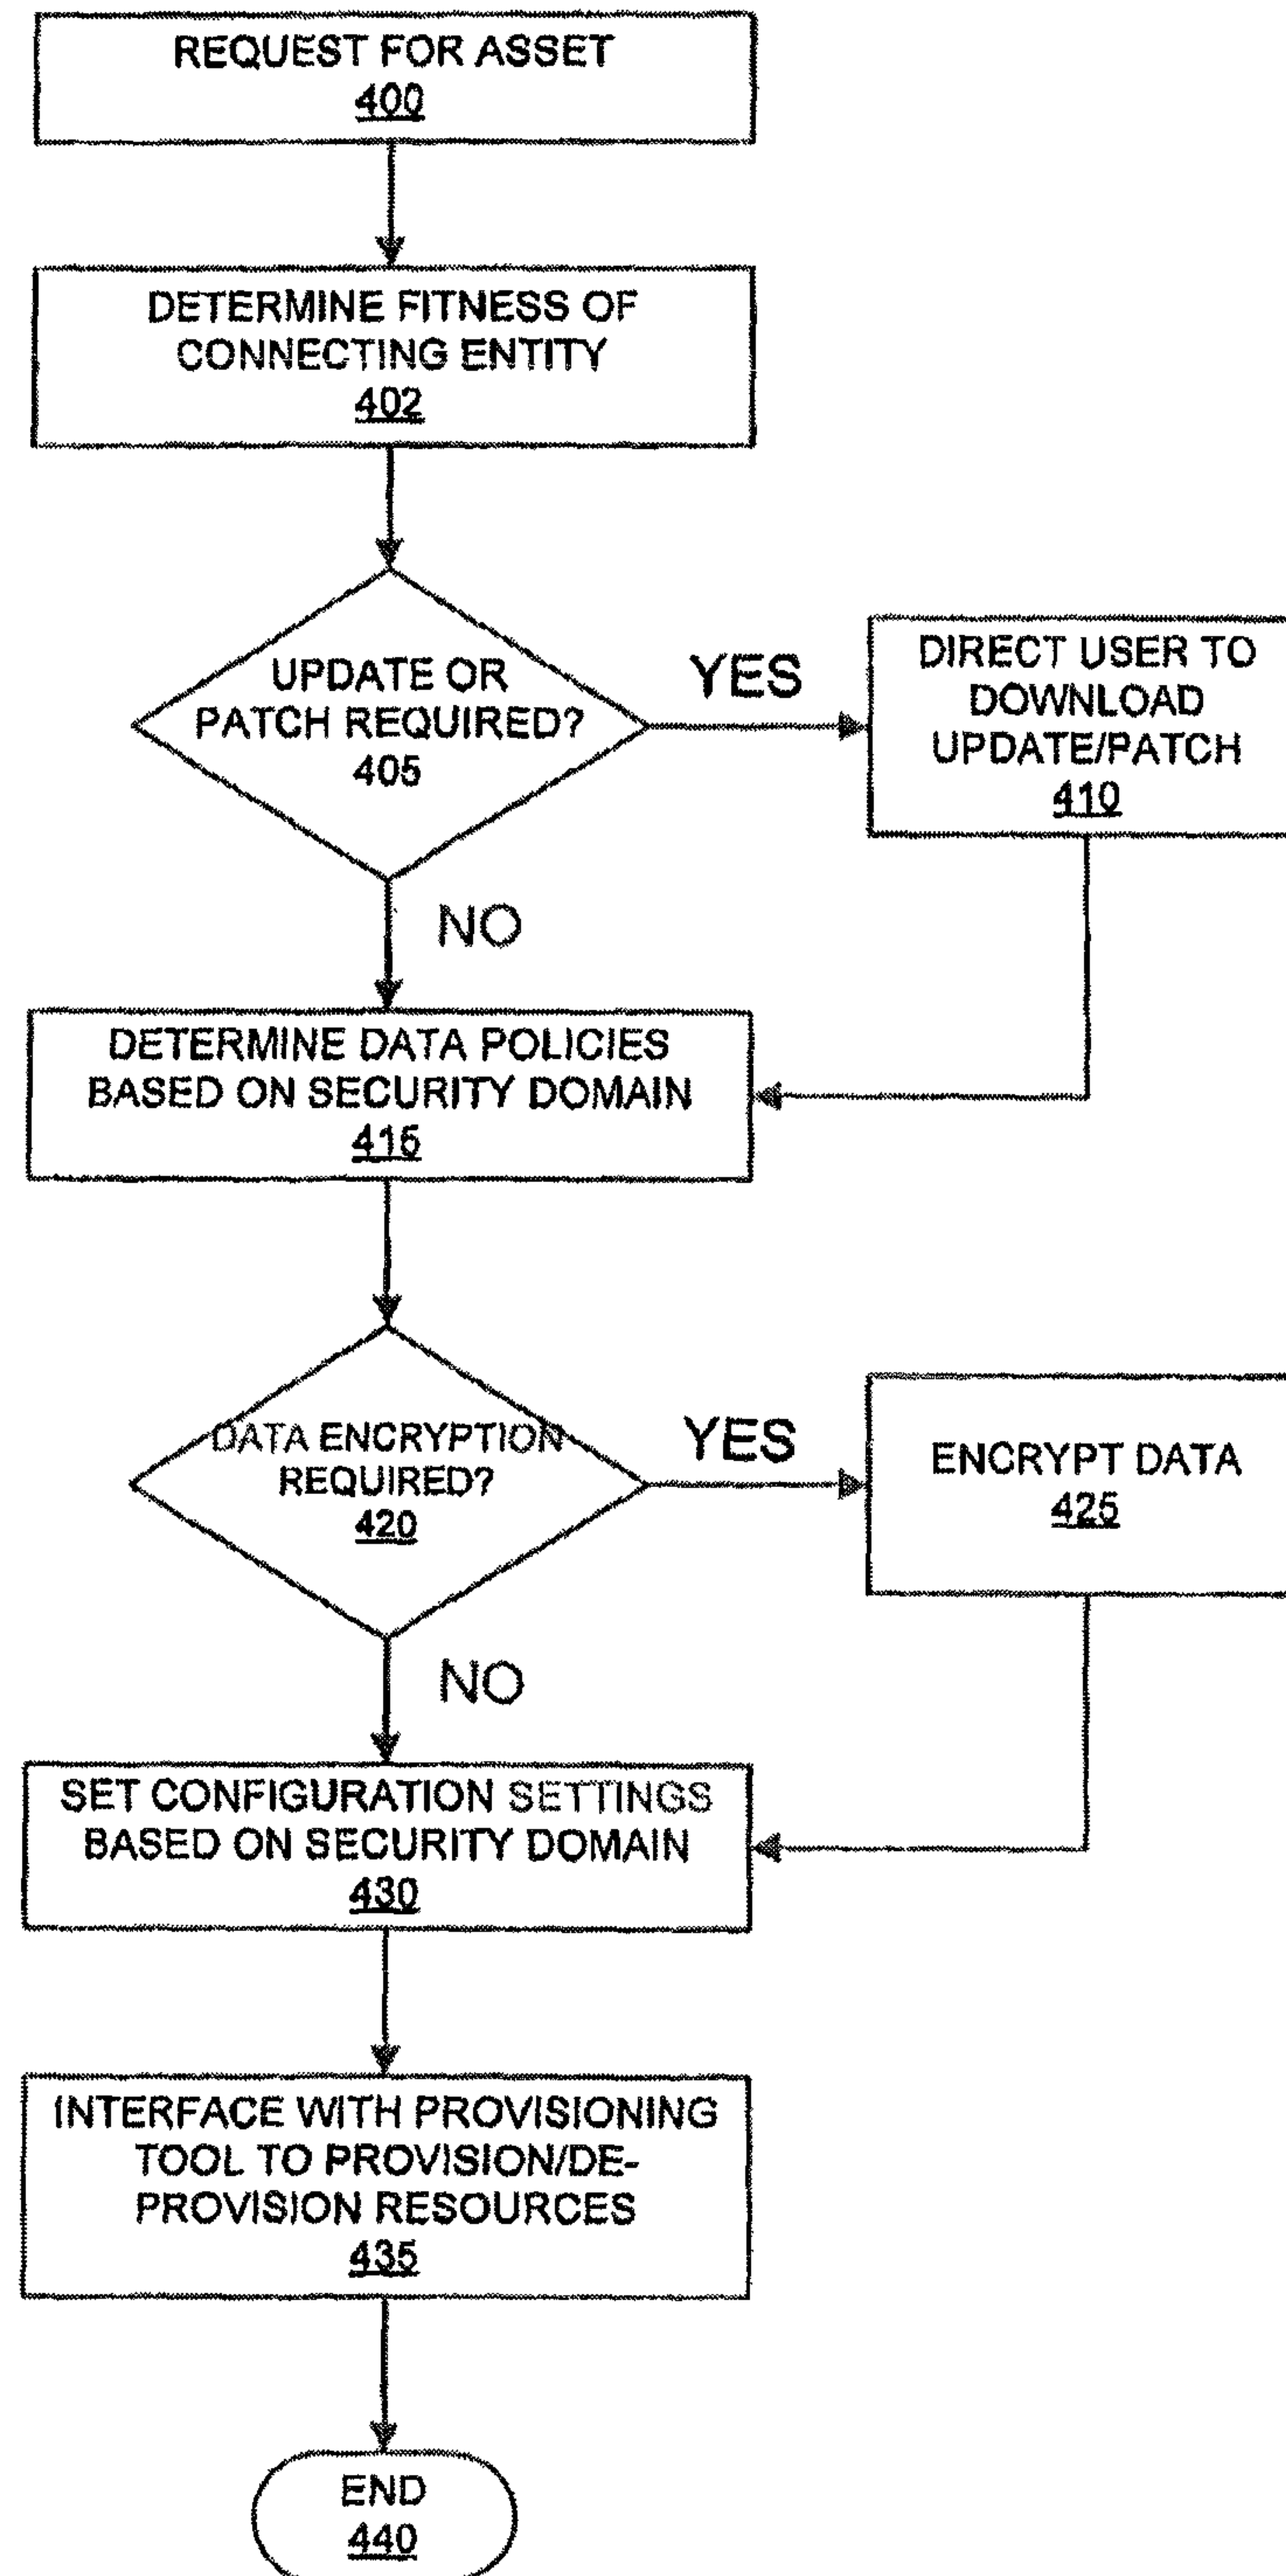 REQUEST FOR ASSET
400
DETERMINE FITNESS OF
CONNECTING ENTITY
402
UPDATE OR
PATCH REQUIRED?
405
YES
DIRECT USER TO
DOWNLOAD
UPDATE/PATCH
410
NO
DETERMINE DATA POLICIES
BASED ON SECURITY DOMAIN
415
DATA ENCRYPTION
REQUIRED?
420
YES
ENCRYPT DATA
425
NO
SET CONFIGURATION SETTINGS
BASED ON SECURITY DOMAIN
430
INTERFACE WITH PROVISIONING
TOOL TO PROVISION/DE-
PROVISION RESOURCES
435
END
440